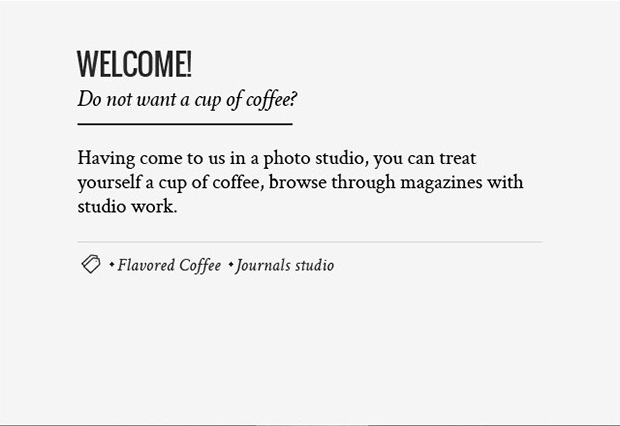 WELCOME!
Do not want a cup of coffee?
Having come to us in a photo studio, you can treat
yourself a cup of coffee, browse through magazines with
studio work.
• Flavored Coffee • Journals studio